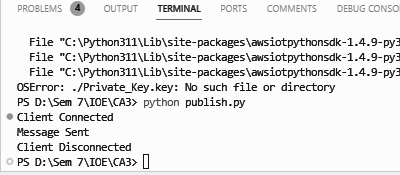 PROBLEMS 4 OUTPUT TERMINAL PORTS COMMENTS DEBUG CONSO
File "C:\Python311\Lib\site-packages\awsiotpythonsdk-1.4.9-py3
File "C:\Python311\Lib\site-packages\awsiotpythonsdk-1.4.9-py3
File "C:\Python311\Lib\site-packages\awsiotpythonsdk-1.4.9-py3
OSError: ./Private_Key.key: No such file or directory
PS D:\Sem 7\IOE\CA3> python publish.py
Client Connected
Message Sent
Client Disconnected
PS D:\Sem 7\IOE\CA3>